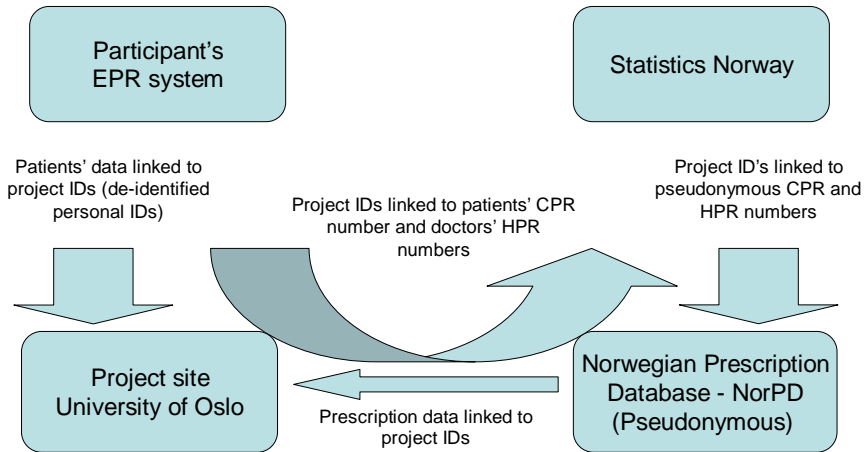 Participant’s
EPR system
Statistics Norway
Patients’ data linked to
project IDs (de-identified
personal IDs)
Project IDs linked to patients’ CPR
number and doctors’ HPR
numbers
Project ID’s linked to
pseudonymous CPR and
HPR numbers
Project site
University of Oslo
Prescription data linked to
project IDs
Norwegian Prescription
Database - NorPD
(Pseudonymous)